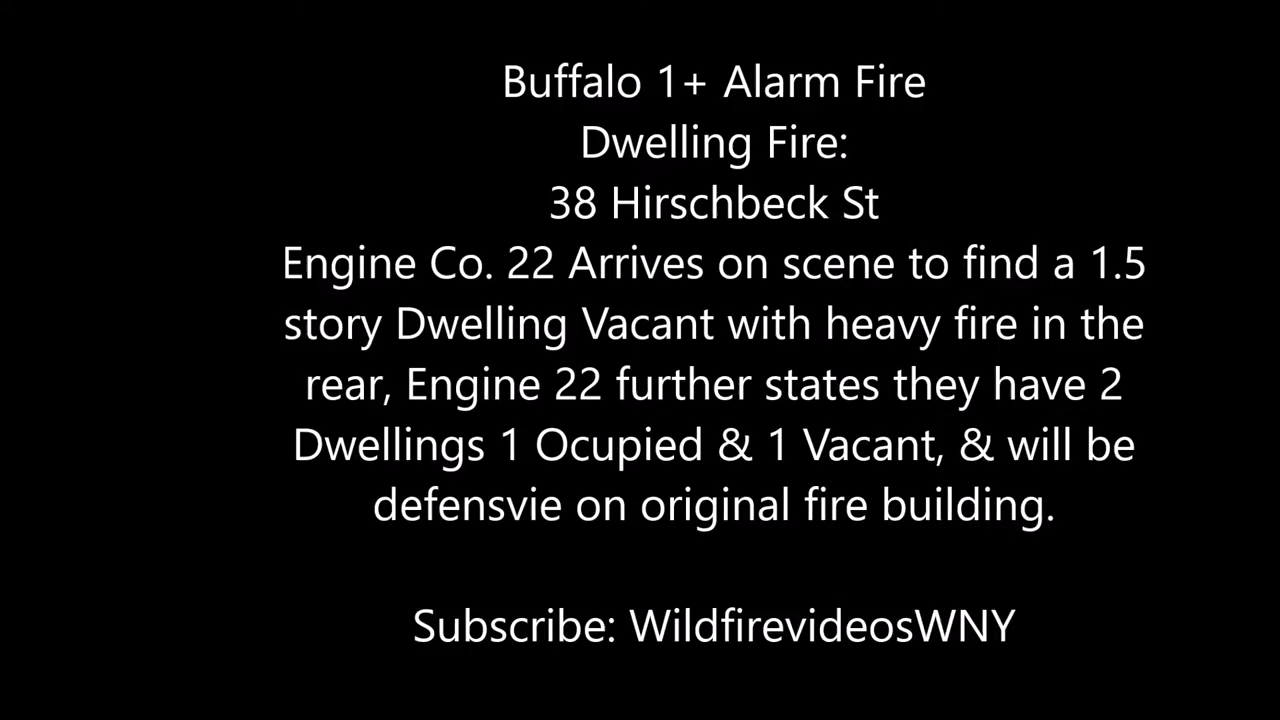 Buffalo 1+ Alarm Fire
Dwelling Fire:
38 Hirschbeck St
Engine Co. 22 Arrives on scene to find a 1.5
story Dwelling Vacant with heavy fire in the
rear, Engine 22 further states they have 2
Dwellings 1 Ocupied & 1 Vacant, & will be
defensvie on original fire building.
Subscribe: WildfirevideosWNY